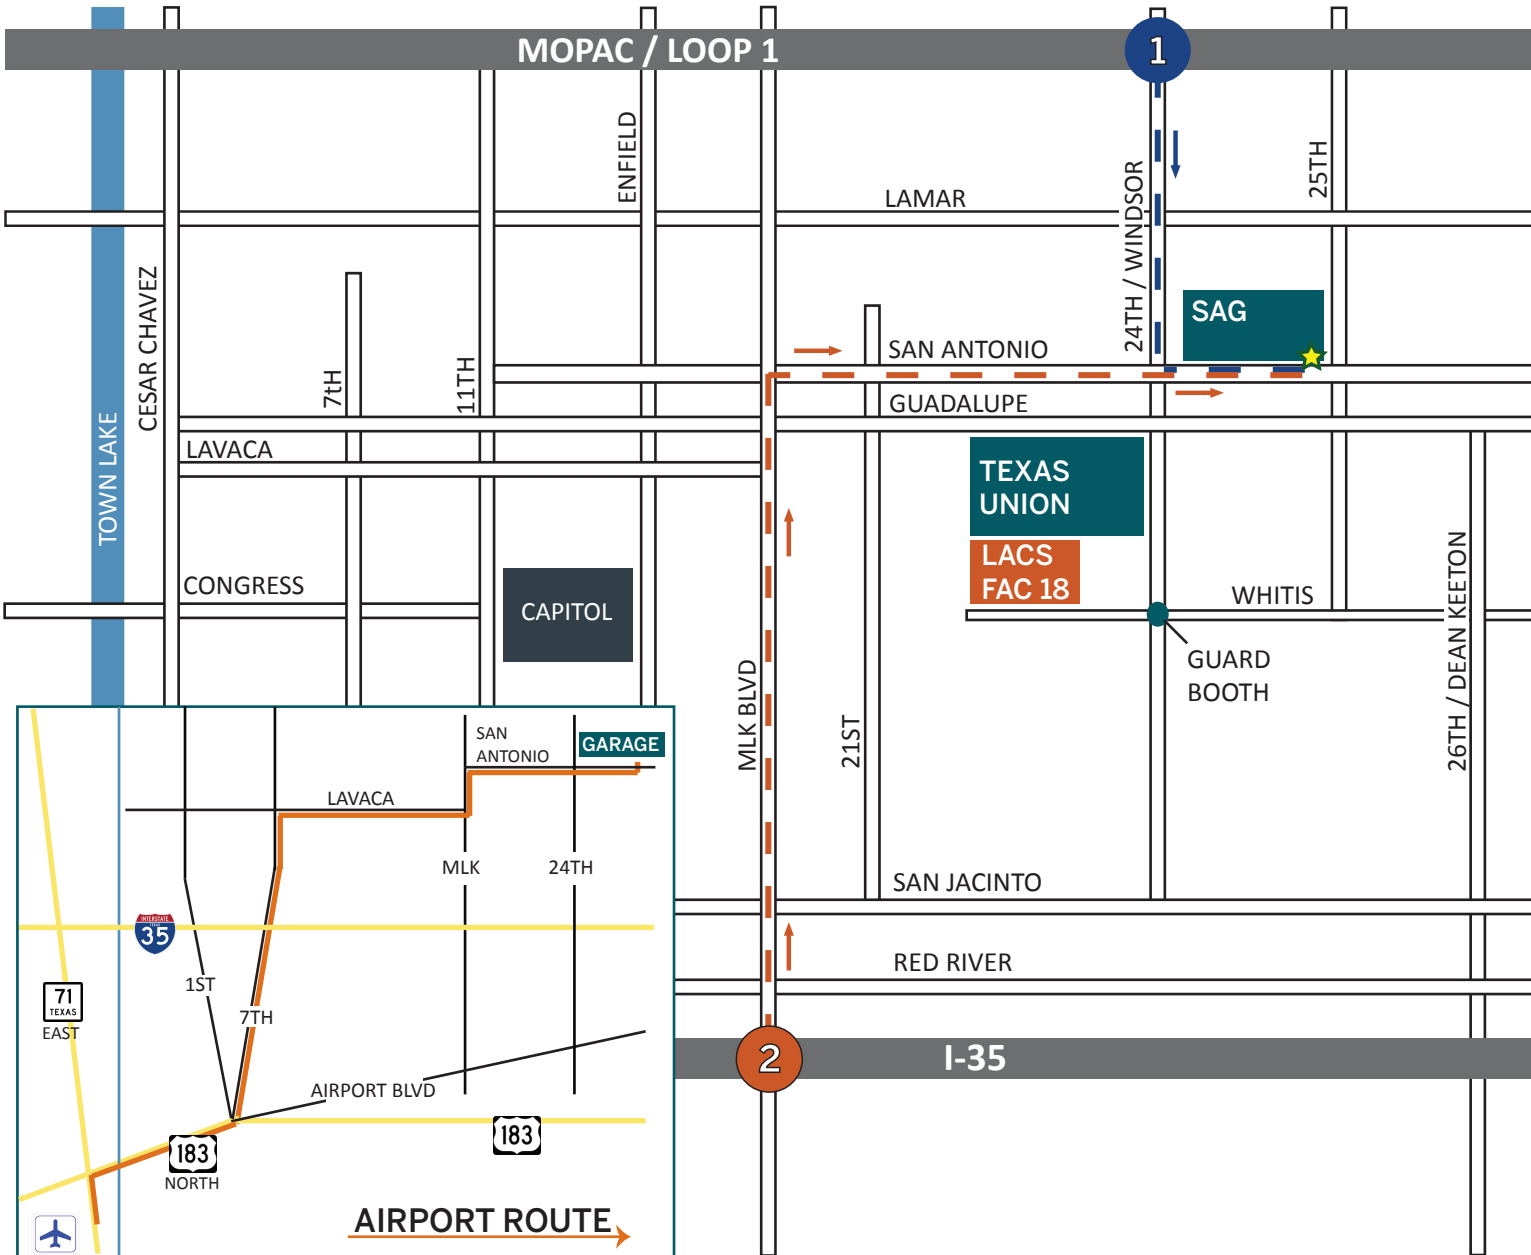 MOPAC / LOOP 1
1
ENFIELD
25TH
LAMAR
24TH / WINDSOR
CESAR CHAVEZ
SAG
SAN ANTONIO
7tH
11TH
GUADALUPE
TOWN LAKE
LAVACA
TEXAS
UNION
LACS
FAC 18
CONGRESS
CAPITOL
WHITIS
26TH / DEAN KEETON
GUARD
BOOTH
MLK BLVD
21ST
SAN JACINTO
RED RIVER
2
I-35
SAN
ANTONIO
GARAGE
LAVACA
MLK
24TH
INTERSTATE
TEXAS
35
1ST
7TH
71
TEXAS
EAST
AIRPORT BLVD
183
NORTH
183
AIRPORT ROUTE